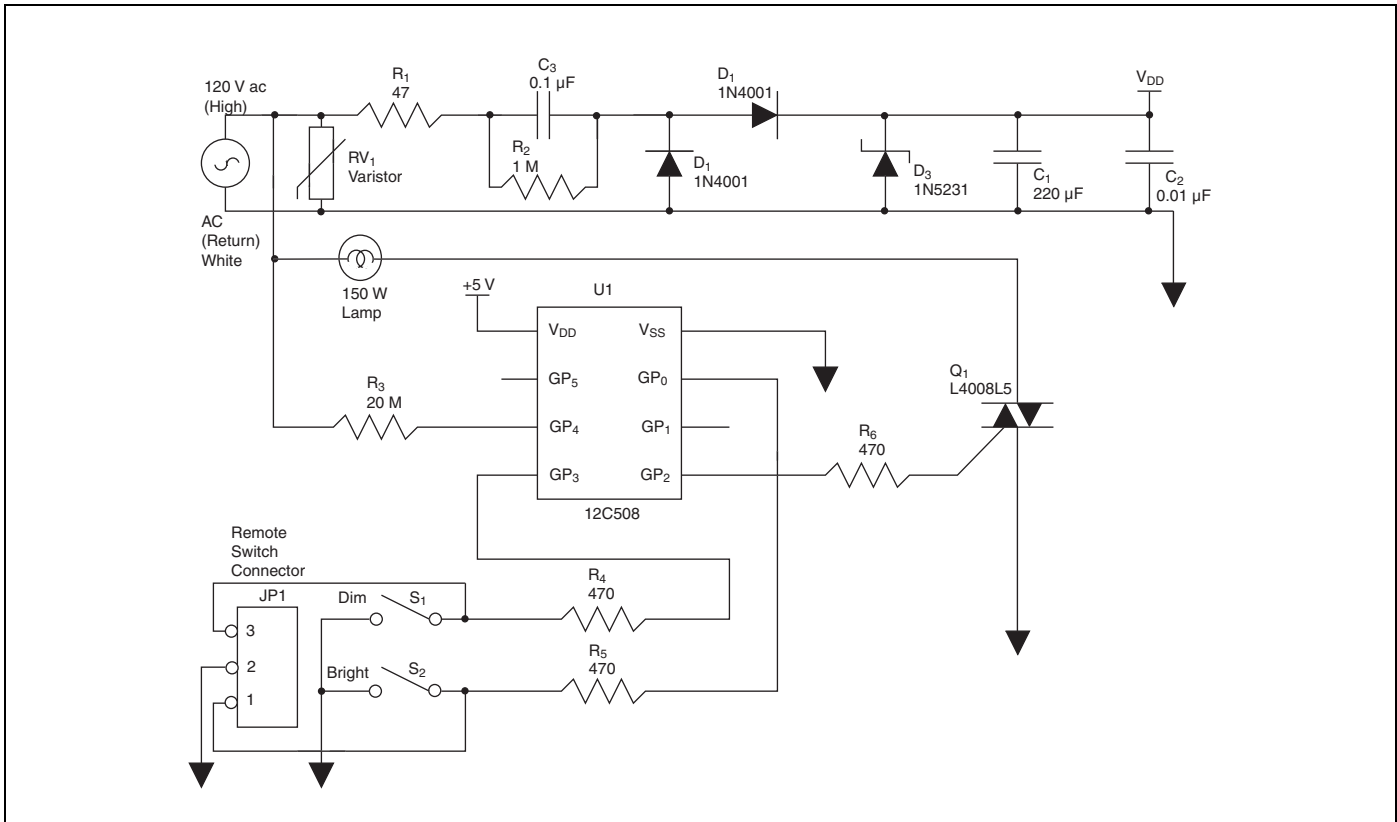 120 V ac
(High)
AC
(Return)
White
RV₁
Varistor
R₁
47
C₃
0.1 µF
R₂
1 M
D₁
1N4001
D₁
1N4001
D₃
1N5231
C₁
220 µF
V_DD
C₂
0.01 µF
150 W
Lamp
+5 V
U1
V_DD
V_SS
GP₅
GP₀
GP₄
GP₁
GP₃
GP₂
12C508
R₃
20 M
Q₁
L4008L5
R₆
470
Remote
Switch
Connector
JP1
3
2
1
Dim
S₁
R₄
470
Bright
S₂
R₅
470